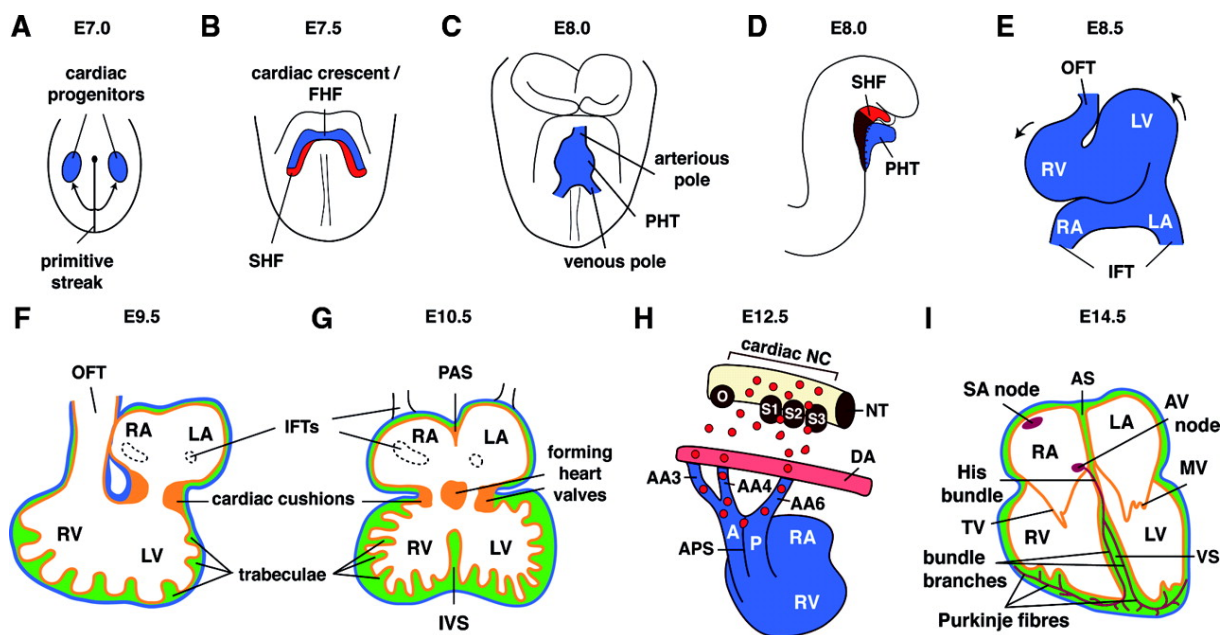 A E7.0
cardiac
progenitors
primitive
streak
B E7.5
cardiac crescent /
FHF
SHF
C E8.0
arterious
pole
PHT
venous pole
D E8.0
SHF
PHT
E E8.5
OFT
LV
RV
RA LA
IFT
F E9.5
OFT
RA LA
RV
LV
G E10.5
PAS
IFTs
RA LA
forming
heart
valves
cardiac cushions
RV LV
trabeculae
IVS
H E12.5
cardiac NC
O S1 S2 S3
NT
DA
AA3 AA4 AA6
A P
APS
RA
RV
I E14.5
SA node
AS
AV
node
LA
RA
His
bundle
MV
TV
RV LV
bundle
branches
VS
Purkinje fibres